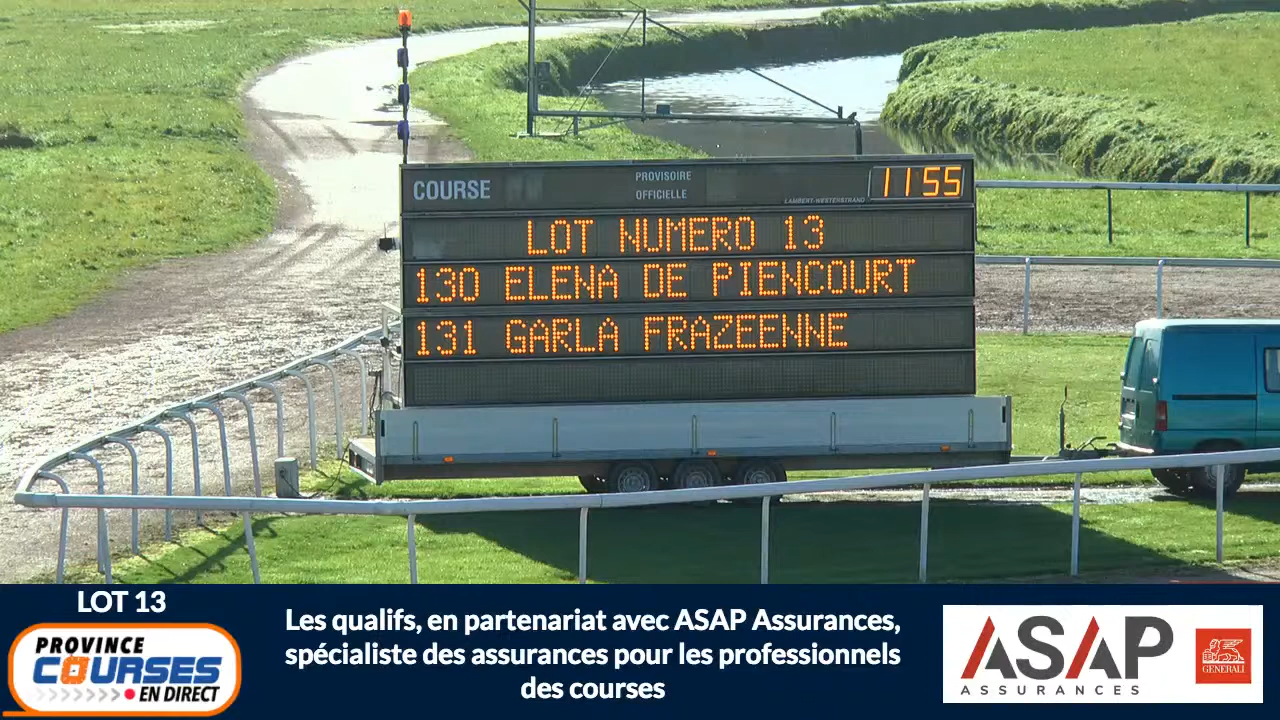 COURSE
PROVISOIRE
OFFICIELLE
LAMBERT-WESTERSTRAND
1155
LOT NUMERO 13
130 ELENA DE PIENCOURT
131 GARLA FRAZEENNE
LOT 13
PROVINCE
COURSES
EN DIRECT
Les qualifs, en partenariat avec ASAP Assurances,
spécialiste des assurances pour les professionnels
des courses
ASAP
ASSURANCES
GENERALI